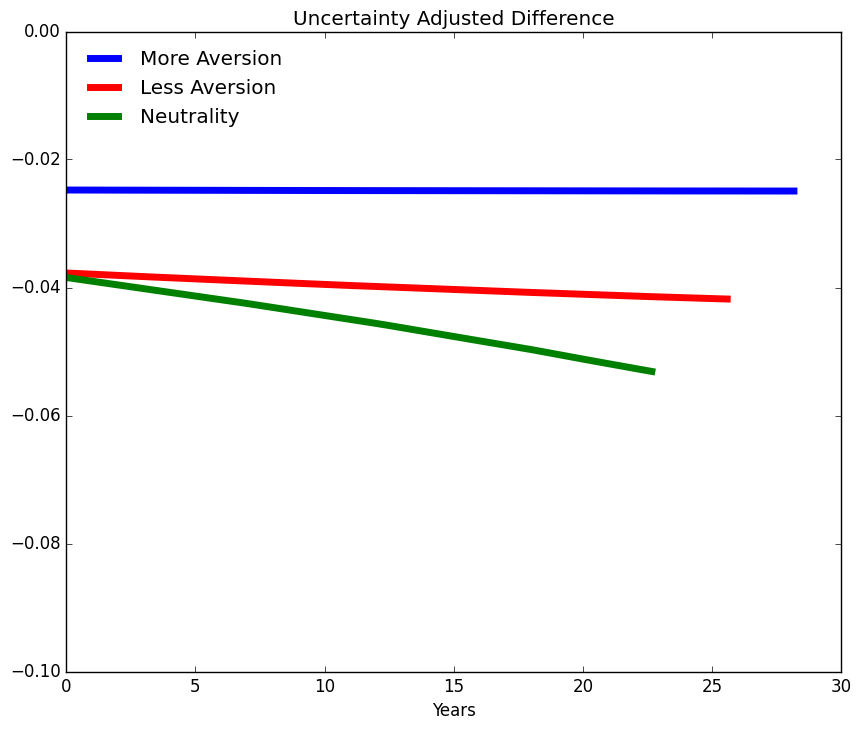 Uncertainty Adjusted Difference
0.00
More Aversion
Less Aversion
Neutrality
−0.02
−0.04
−0.06
−0.08
−0.10
0 5 10 15 20 25 30
Years